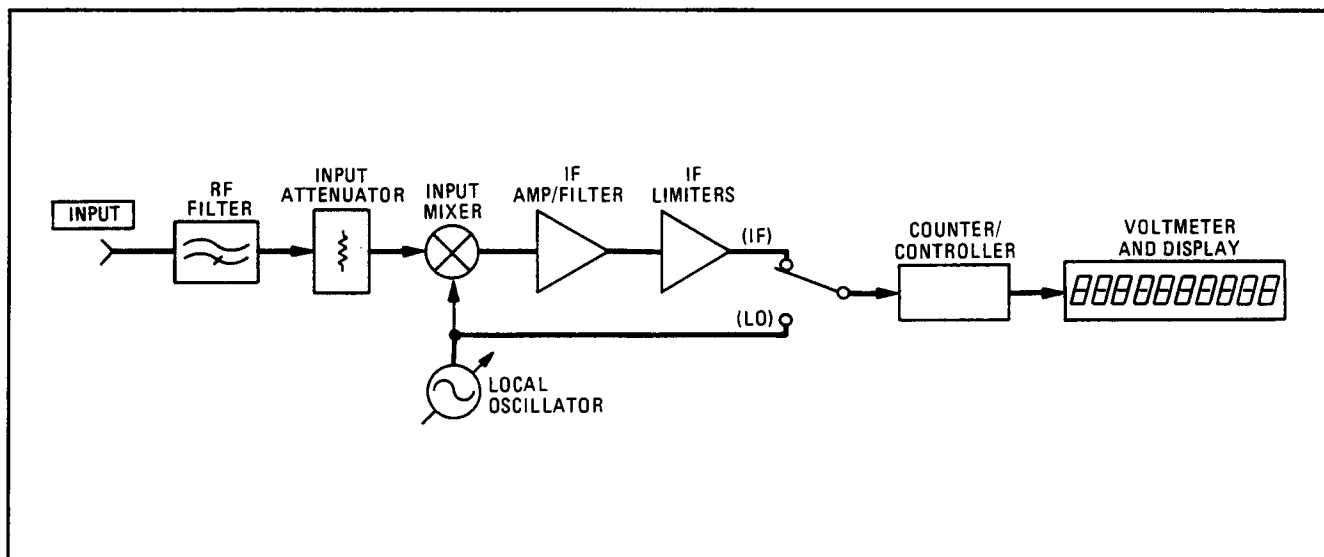 INPUT
RF
FILTER
INPUT
ATTENUATOR
INPUT
MIXER
IF
AMP/FILTER
IF
LIMITERS
(IF)
(LO)
LOCAL
OSCILLATOR
COUNTER/
CONTROLLER
VOLTMETER
AND DISPLAY
8888888888